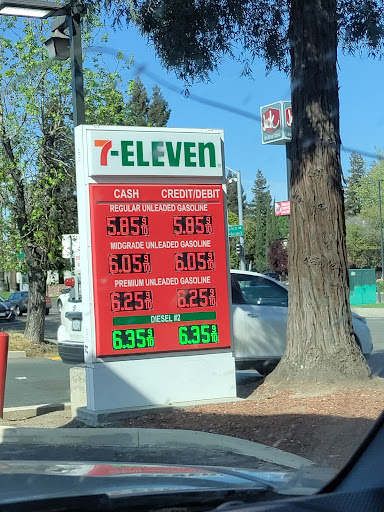 7-ELEVEN
CASH CREDIT/DEBIT
REGULAR UNLEADED GASOLINE
5.85 9/10 5.85 9/10
MIDGRADE UNLEADED GASOLINE
6.05 9/10 6.05 9/10
PREMIUM UNLEADED GASOLINE
6.25 9/10 6.25 9/10
DIESEL #2
6.35 9/10 6.35 9/10